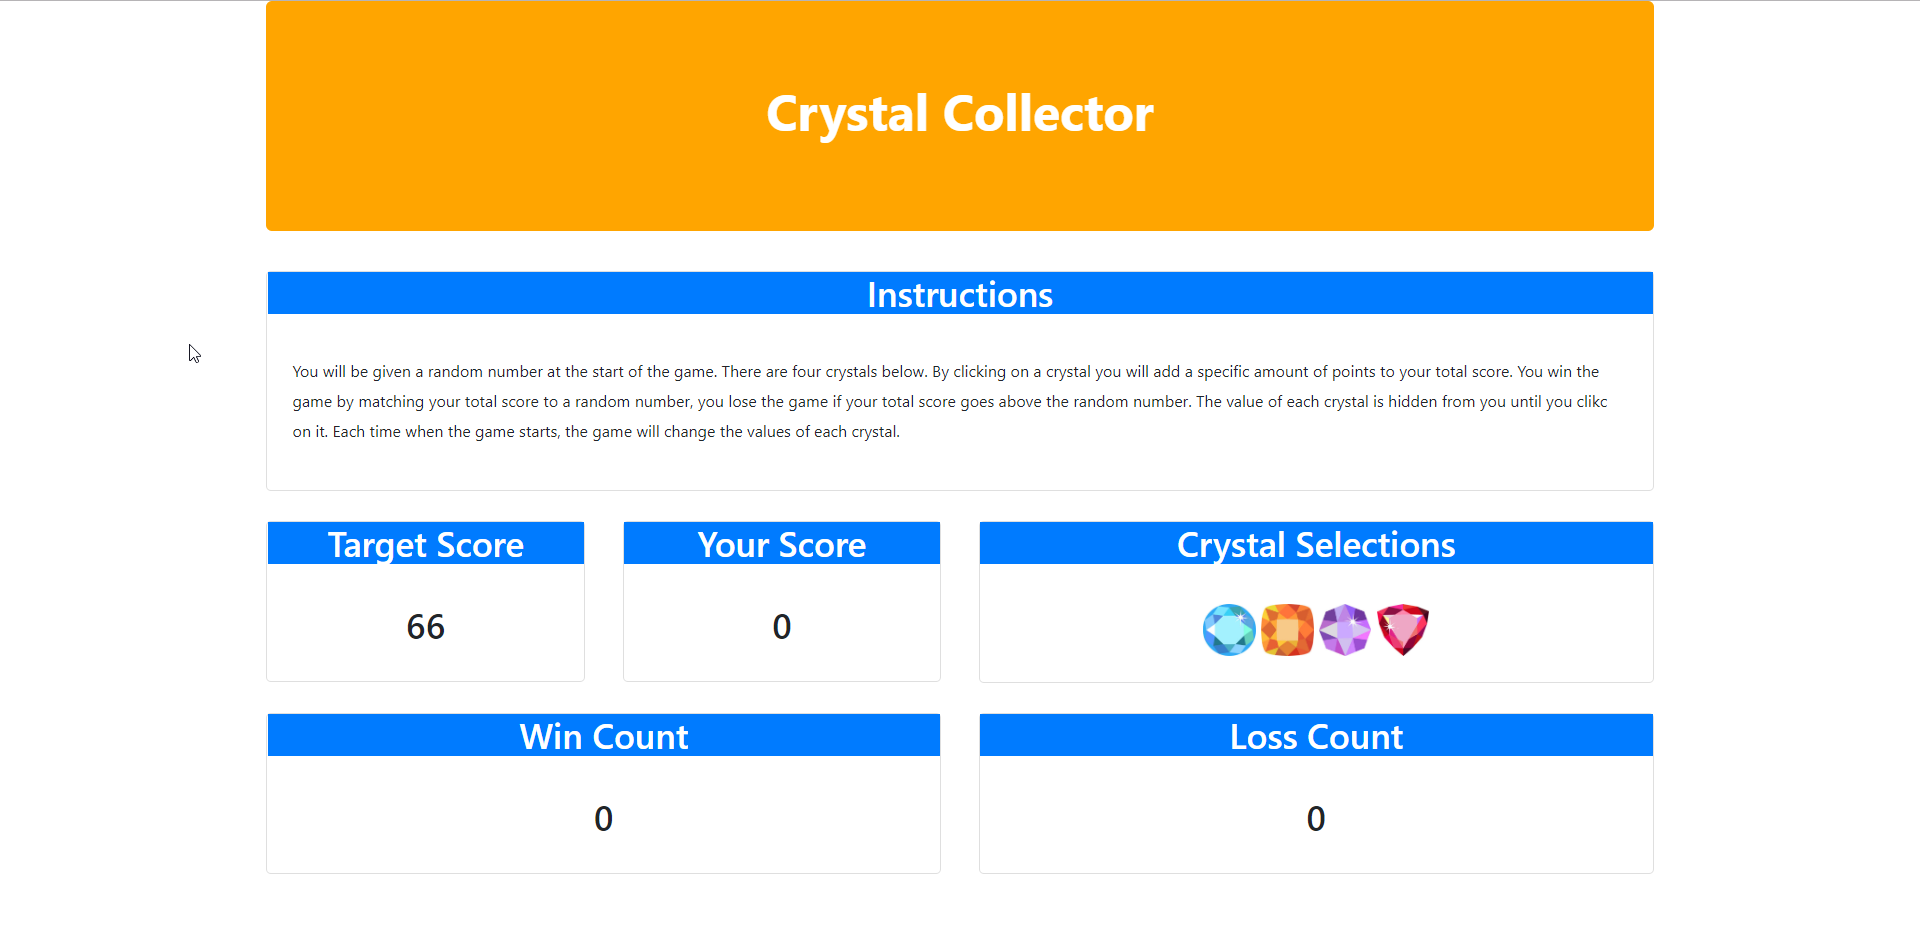 Crystal Collector
Instructions
You will be given a random number at the start of the game. There are four crystals below. By clicking on a crystal you will add a specific amount of points to your total score. You win the
game by matching your total score to a random number, you lose the game if your total score goes above the random number. The value of each crystal is hidden from you until you clikc
on it. Each time when the game starts, the game will change the values of each crystal.
Target Score
66
Your Score
0
Crystal Selections
Win Count
0
Loss Count
0